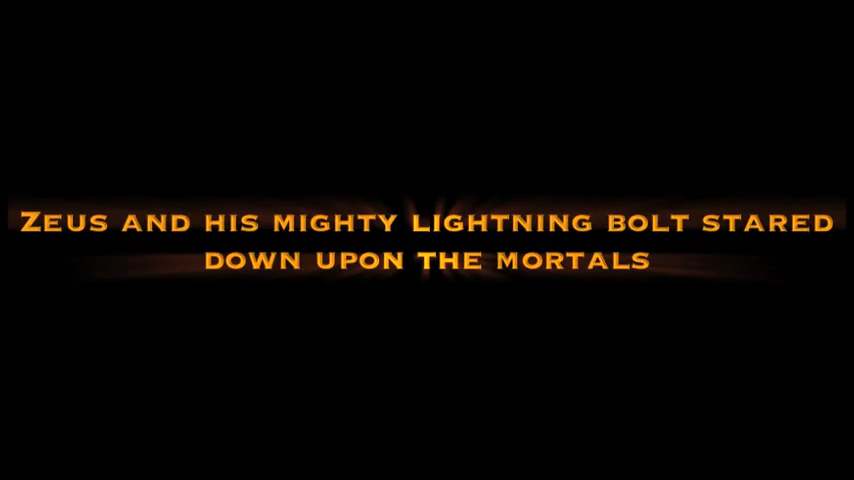 Zeus and his mighty lightning bolt stared
down upon the mortals